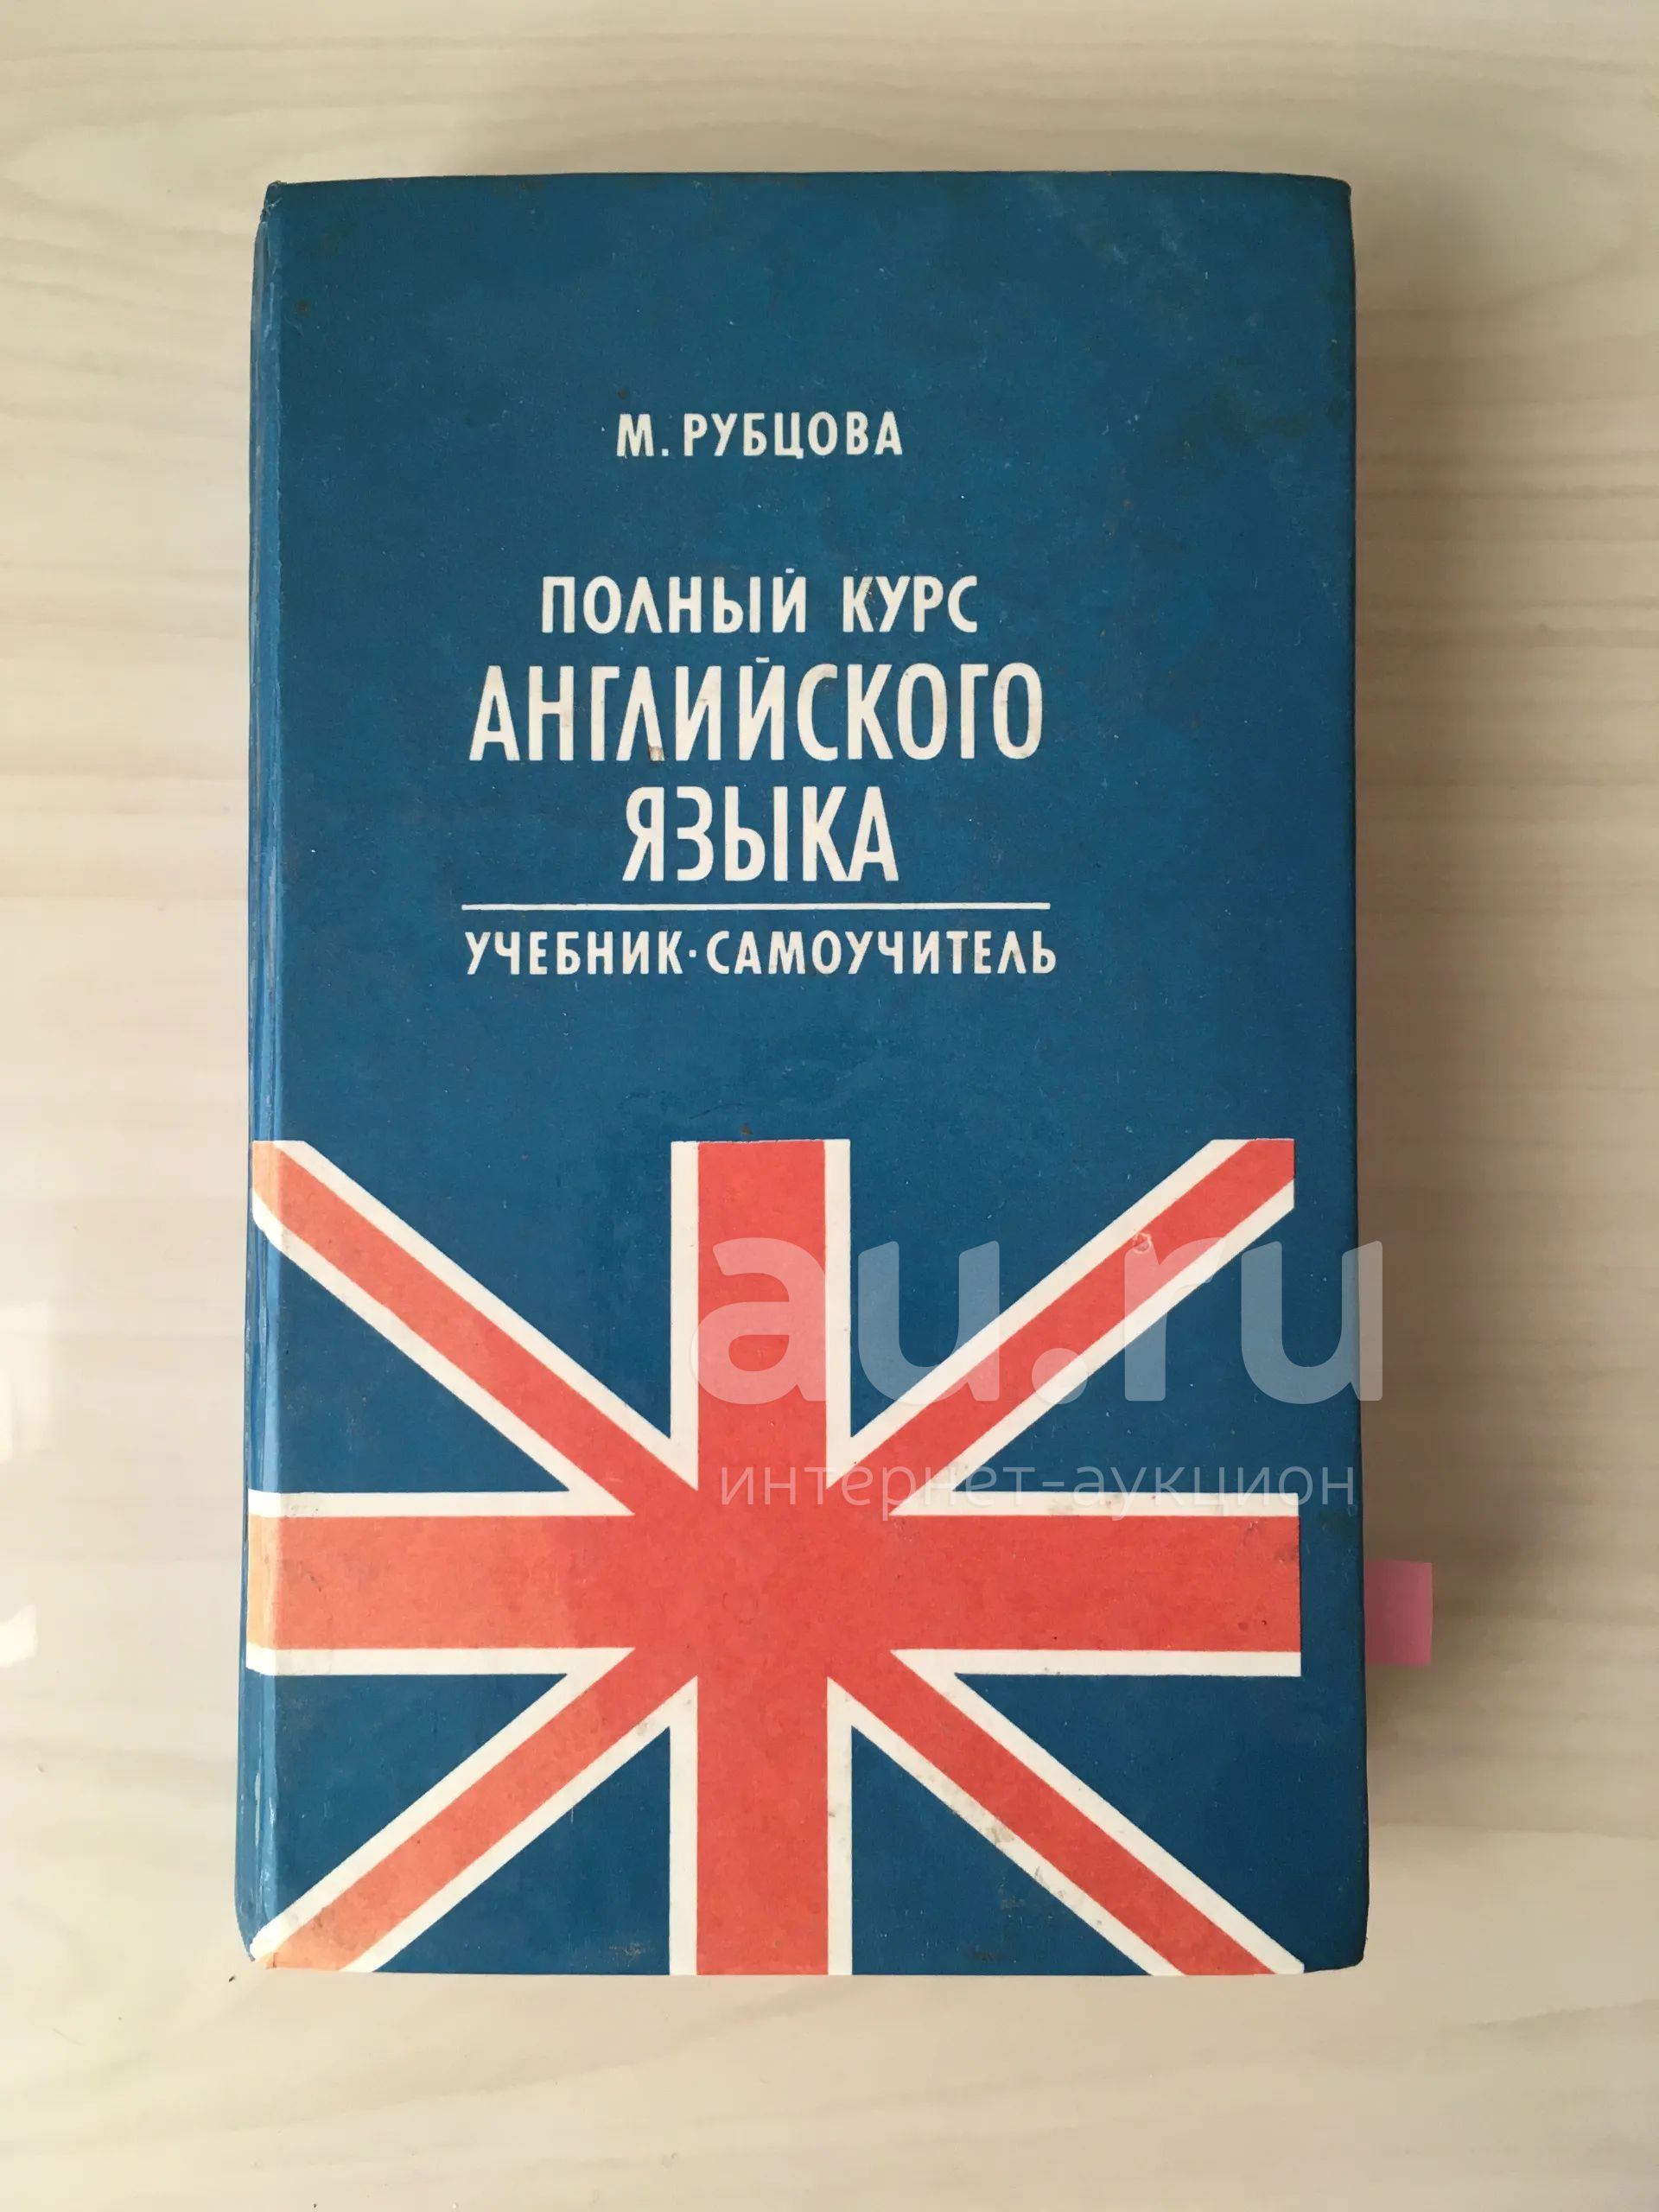 М. РУБЦОВА
ПОЛНЫЙ КУРС
АНГЛИЙСКОГО
ЯЗЫКА
УЧЕБНИК·САМОУЧИТЕЛЬ
au.ru
интернет-аукцион